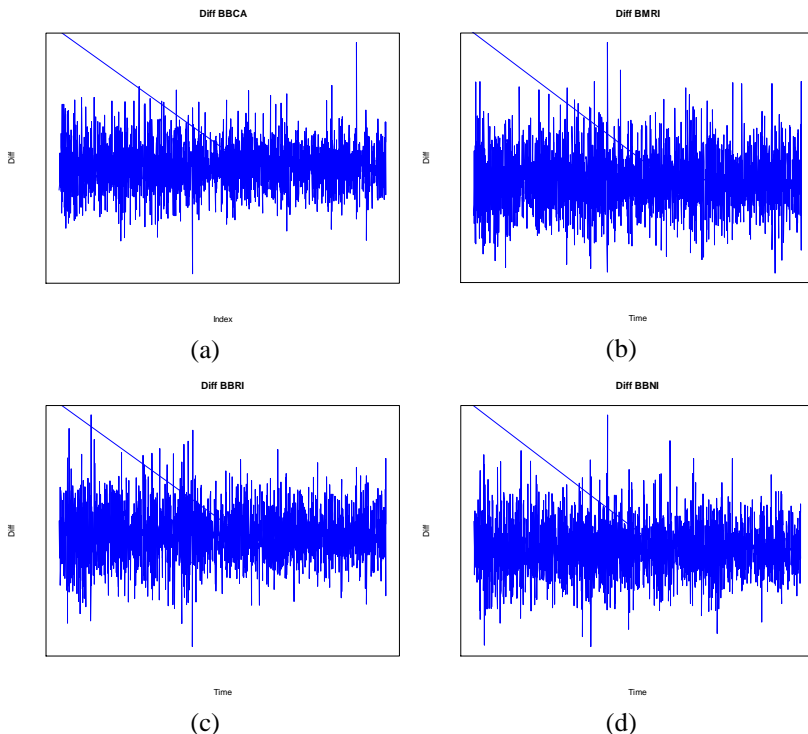 Diff BBCA
Diff
Index
(a)
Diff BMRI
Diff
Time
(b)
Diff BBRI
Diff
Time
(c)
Diff BBNI
Diff
Time
(d)